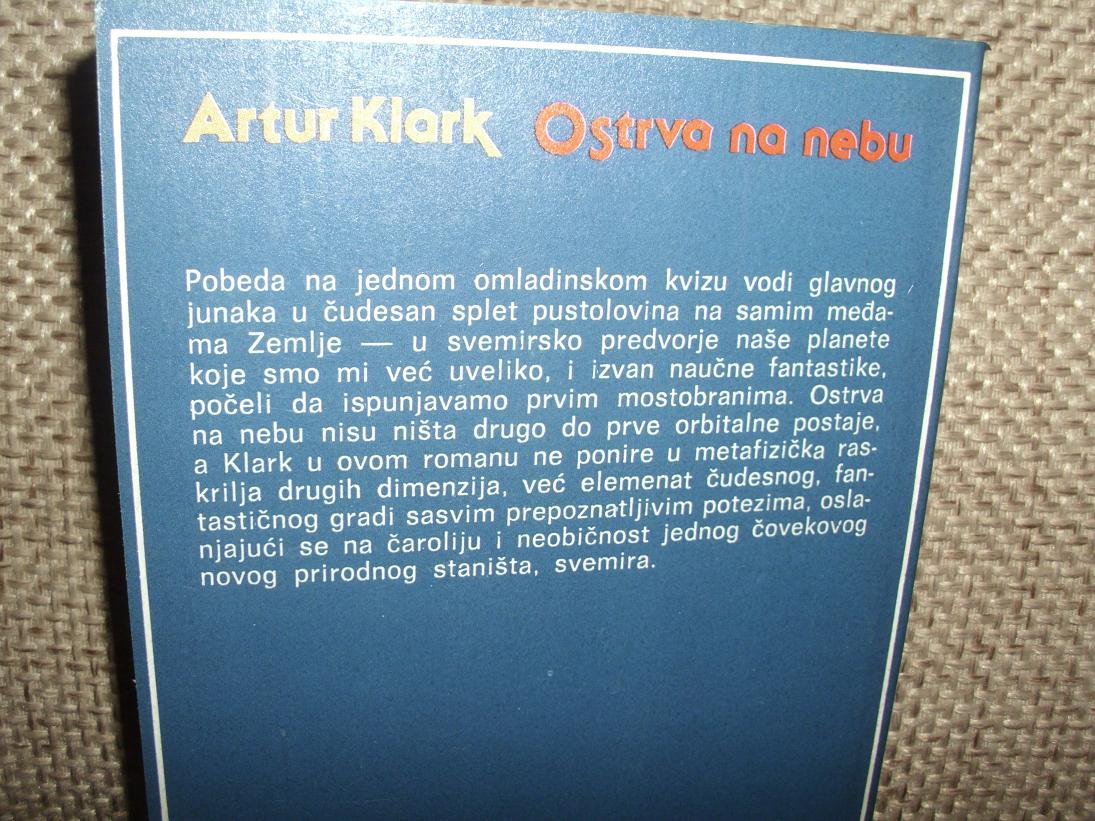 Artur Klark Ostrva na nebu
Pobeda na jednom omladinskom kvizu vodi glavnog
junaka u čudesan splet pustolovina na samim međa-
ma Zemlje — u svemirsko predvorje naše planete
koje smo mi već uveliko, i izvan naučne fantastike,
počeli da ispunjavamo prvim mostobranima. Ostrva
na nebu nisu ništa drugo do prve orbitalne postaje,
a Klark u ovom romanu ne ponire u metafizička ras-
krilja drugih dimenzija, već elemenat čudesnog, fan-
tastičnog gradi sasvim prepoznatljivim potezima, osla-
njajući se na čaroliju i neobičnost jednog čovekovog
novog prirodnog staništa, svemira.